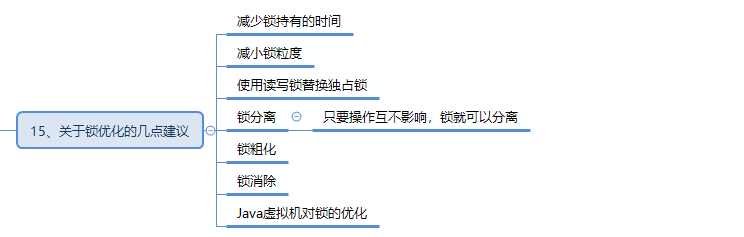 减少锁持有的时间
减小锁粒度
使用读写锁替换独占锁
锁分离
只要操作互不影响，锁就可以分离
15、关于锁优化的几点建议
锁粗化
锁消除
Java虚拟机对锁的优化